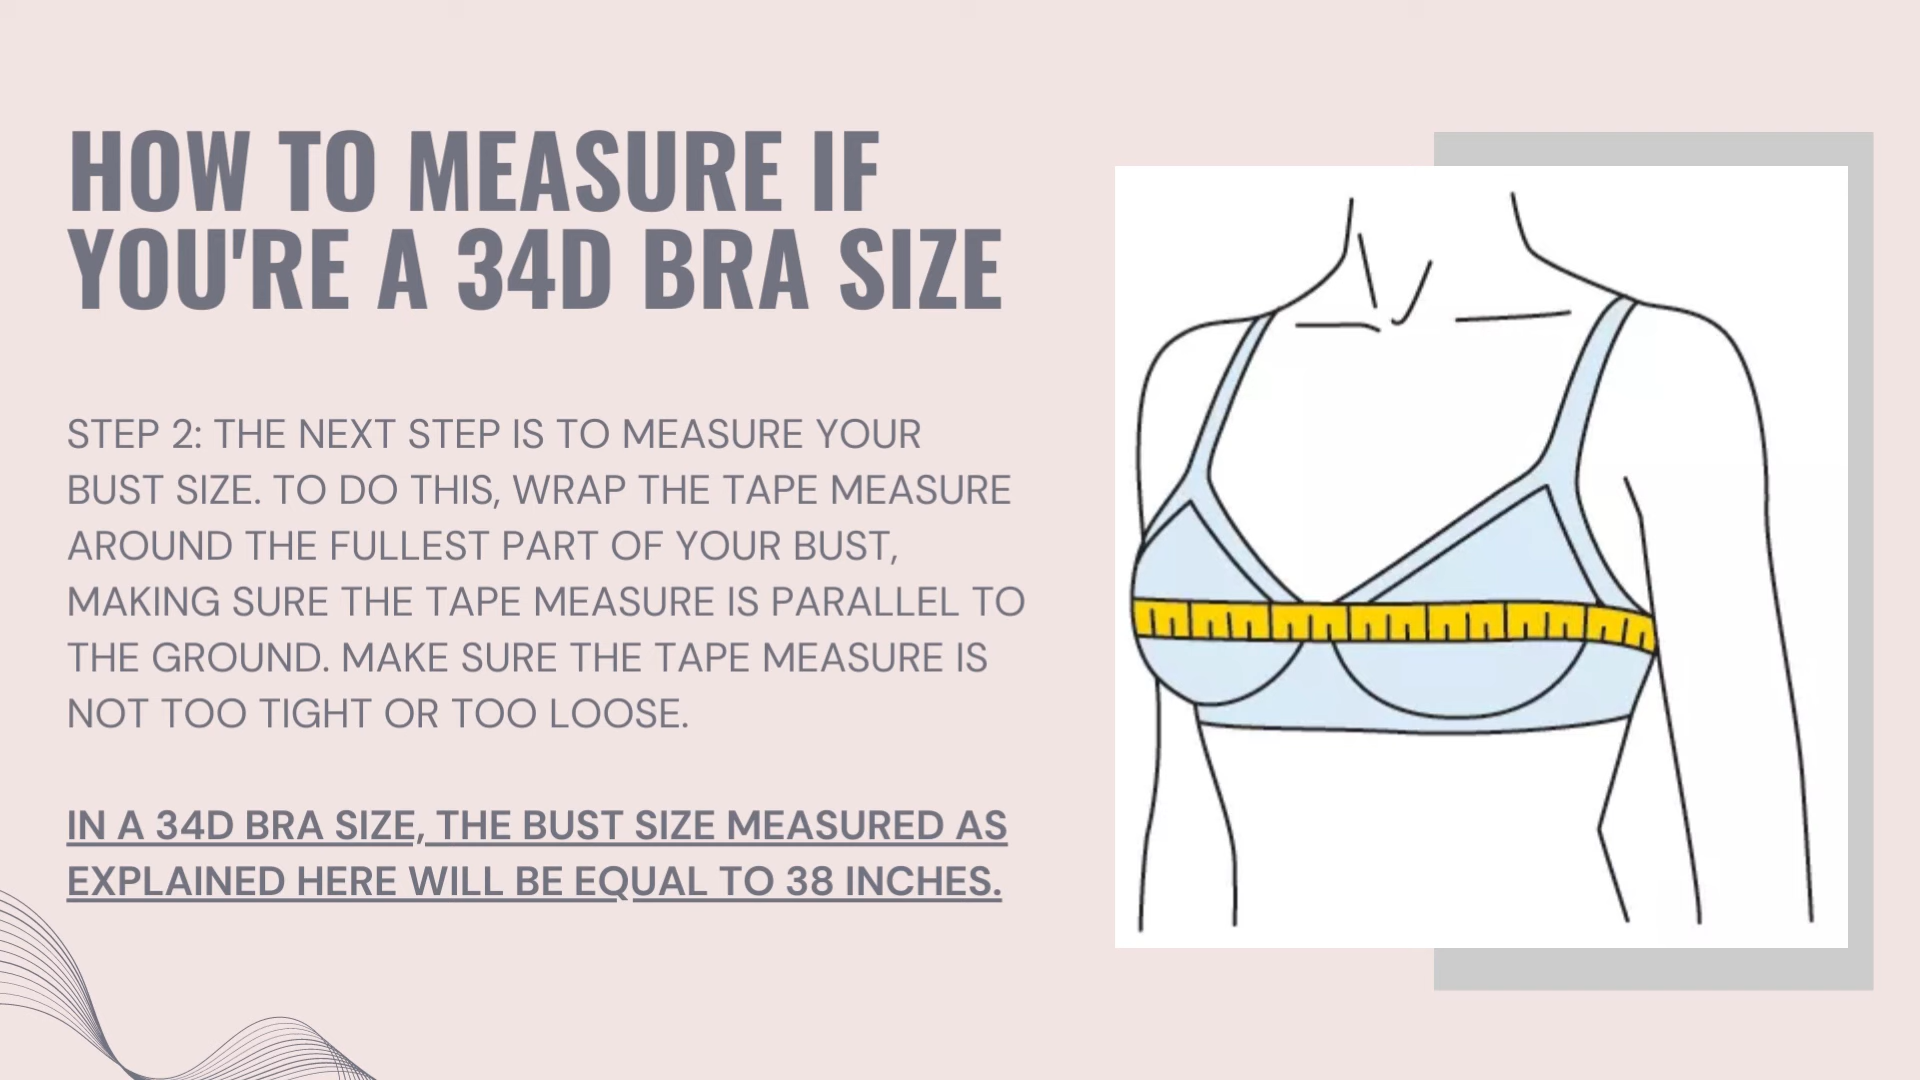 HOW TO MEASURE IF
YOU'RE A 34D BRA SIZE
STEP 2: THE NEXT STEP IS TO MEASURE YOUR
BUST SIZE. TO DO THIS, WRAP THE TAPE MEASURE
AROUND THE FULLEST PART OF YOUR BUST,
MAKING SURE THE TAPE MEASURE IS PARALLEL TO
THE GROUND. MAKE SURE THE TAPE MEASURE IS
NOT TOO TIGHT OR TOO LOOSE.
IN A 34D BRA SIZE, THE BUST SIZE MEASURED AS
EXPLAINED HERE WILL BE EQUAL TO 38 INCHES.